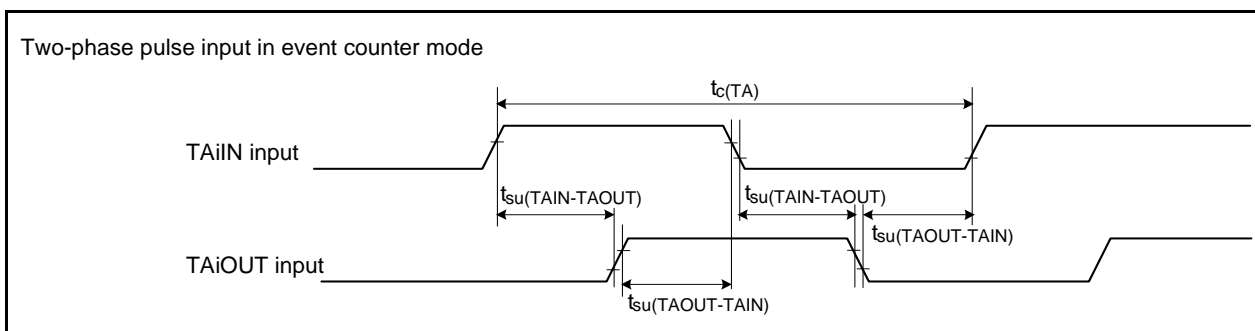 Two-phase pulse input in event counter mode
tc(TA)
TAiIN input
tsu(TAIN-TAOUT)
tsu(TAIN-TAOUT)
tsu(TAOUT-TAIN)
TAiOUT input
tsu(TAOUT-TAIN)